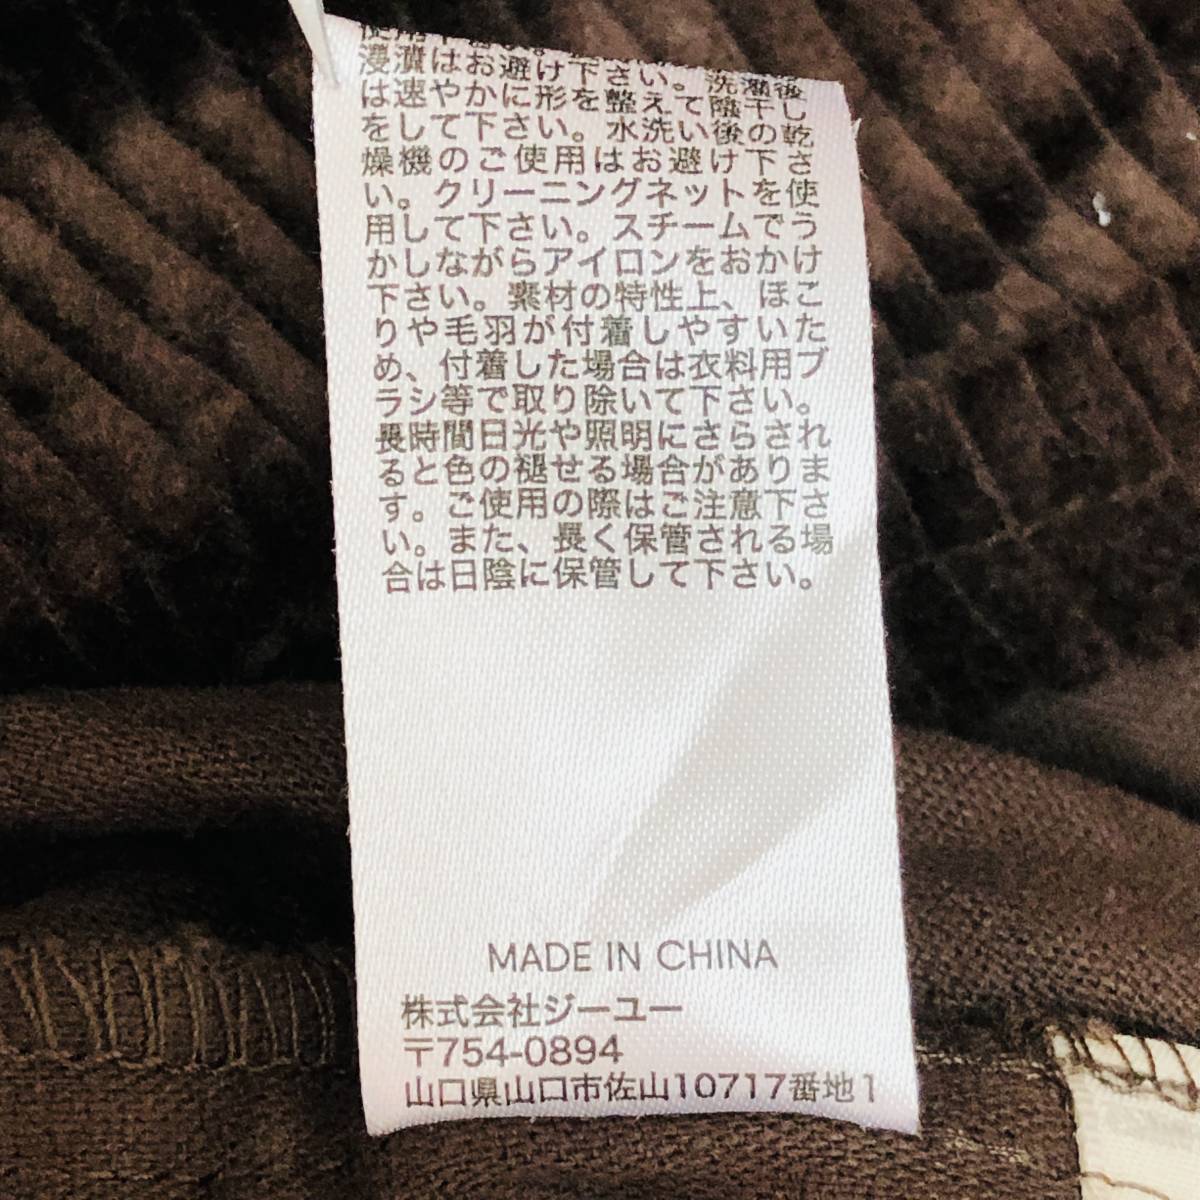 浸漬はお避け下さい。洗濯後
は速やかに形を整えて陰干し
をして下さい。水洗い後の乾
燥機のご使用はお避け下さ
い。クリーニングネットを使
用して下さい。スチームでう
かしながらアイロンをおかけ
下さい。素材の特性上、ほこ
りや毛羽が付着しやすいた
め、付着した場合は衣料用ブ
ラシ等で取り除いて下さい。
長時間日光や照明にさらされ
ると色の褪せる場合がありま
す。ご使用の際はご注意下さ
い。また、長く保管される場
合は日陰に保管して下さい。
MADE IN CHINA
株式会社ジーユー
〒754-0894
山口県山口市佐山10717番地1